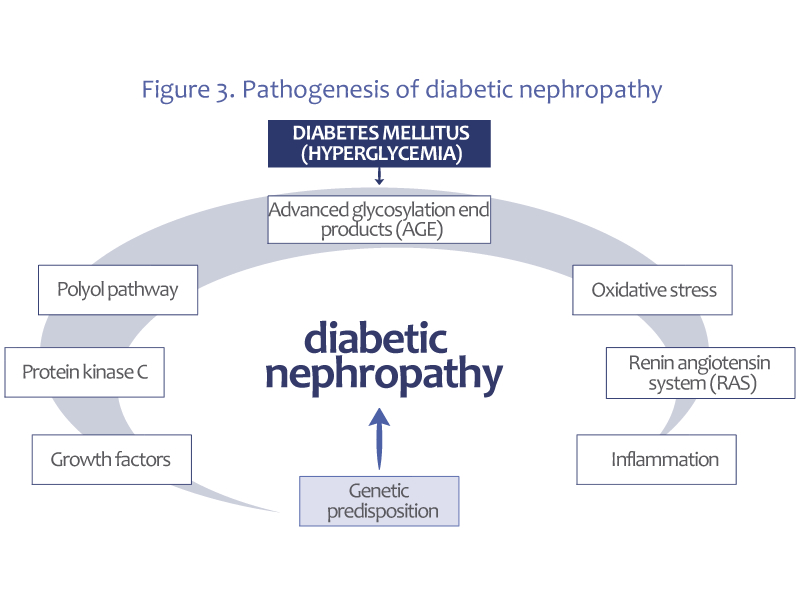 Figure 3. Pathogenesis of diabetic nephropathy
DIABETES MELLITUS
(HYPERGLYCEMIA)
Advanced glycosylation end
products (AGE)
Polyol pathway
Oxidative stress
diabetic
nephropathy
Protein kinase C
Renin angiotensin
system (RAS)
Growth factors
Inflammation
Genetic
predisposition